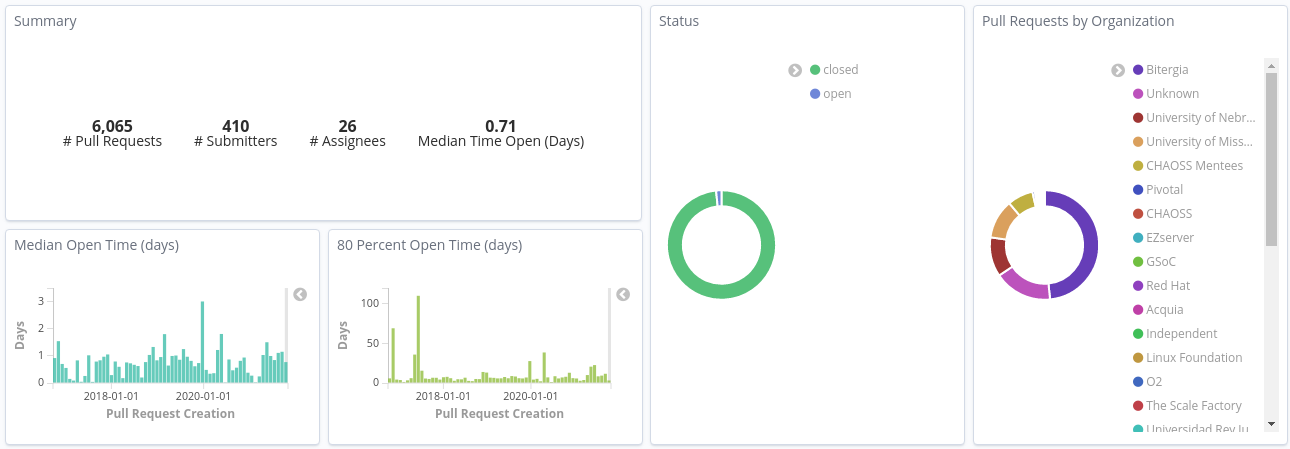 Summary
6,065
# Pull Requests
410
# Submitters
26
# Assignees
0.71
Median Time Open (Days)
Median Open Time (days)
3
2
1
0
Days
2018-01-01
2020-01-01
Pull Request Creation
80 Percent Open Time (days)
100
50
0
Days
2018-01-01
2020-01-01
Pull Request Creation
Status
closed
open
Pull Requests by Organization
Bitergia
Unknown
University of Nebr...
University of Miss...
CHAOSS Mentees
Pivotal
CHAOSS
EZserver
GSoC
Red Hat
Acquia
Independent
Linux Foundation
O2
The Scale Factory
Universidad Rey Ju